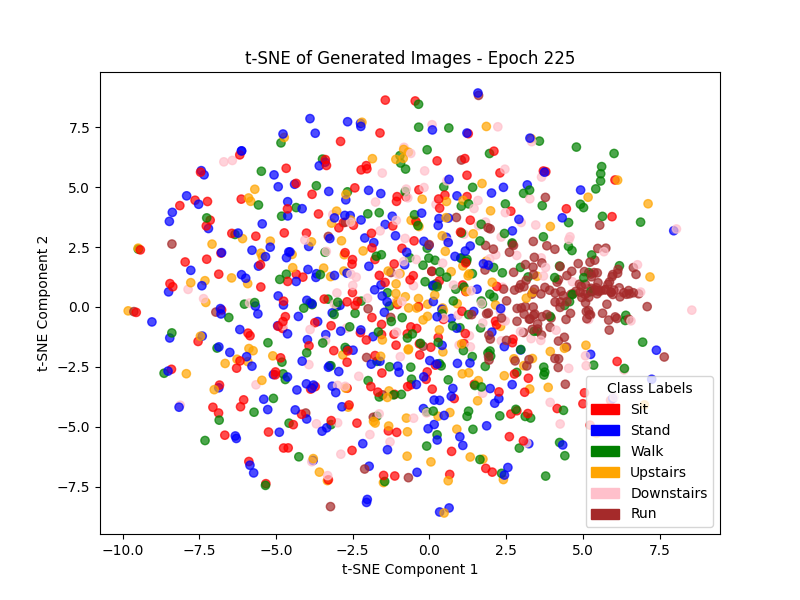 t-SNE of Generated Images - Epoch 225
t-SNE Component 2
7.5
5.0
2.5
0.0
−2.5
−5.0
−7.5
Class Labels
Sit
Stand
Walk
Upstairs
Downstairs
Run
−10.0 −7.5 −5.0 −2.5 0.0 2.5 5.0 7.5
t-SNE Component 1